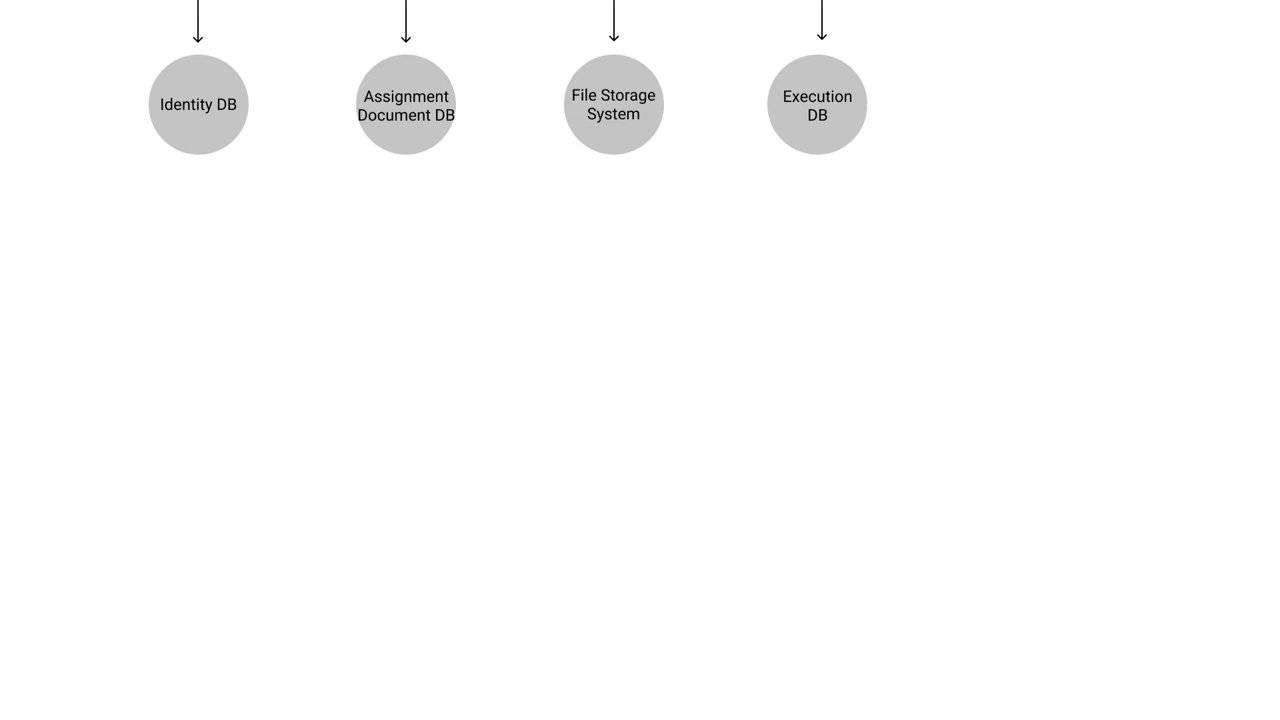 Identity DB
Assignment
Document DB
File Storage
System
Execution
DB